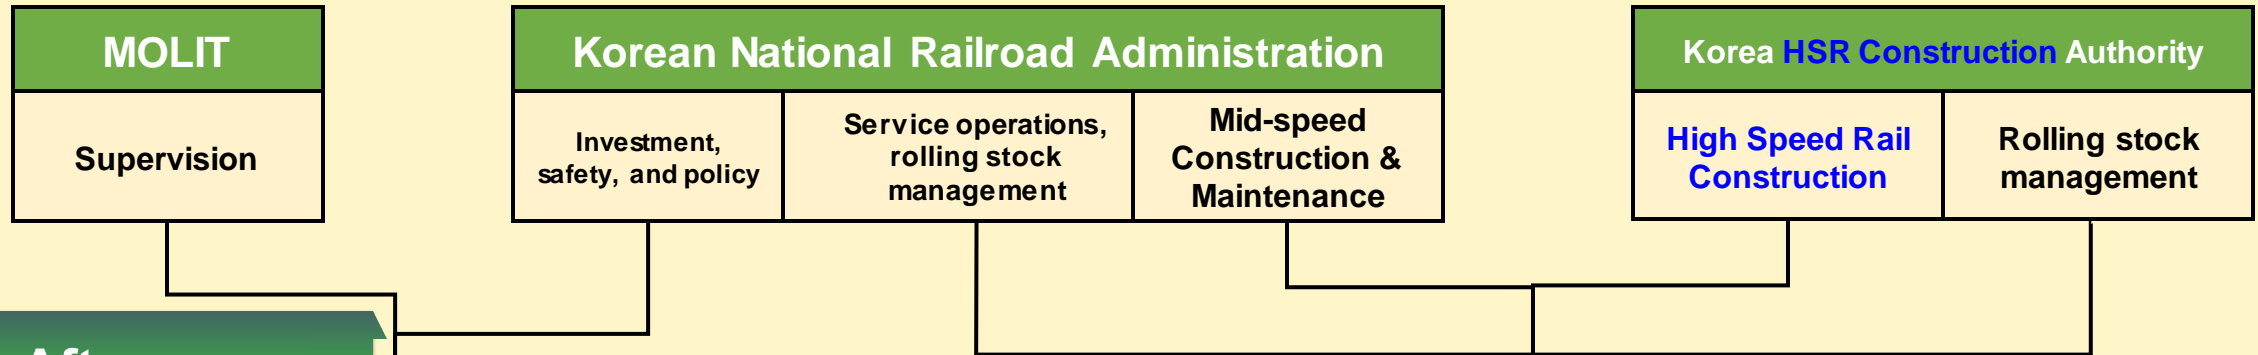 MOLIT
Supervision
Korean National Railroad Administration
Investment,
safety, and policy
Service operations,
rolling stock
management
Mid-speed
Construction &
Maintenance
Korea HSR Construction Authority
High Speed Rail
Construction
Rolling stock
management